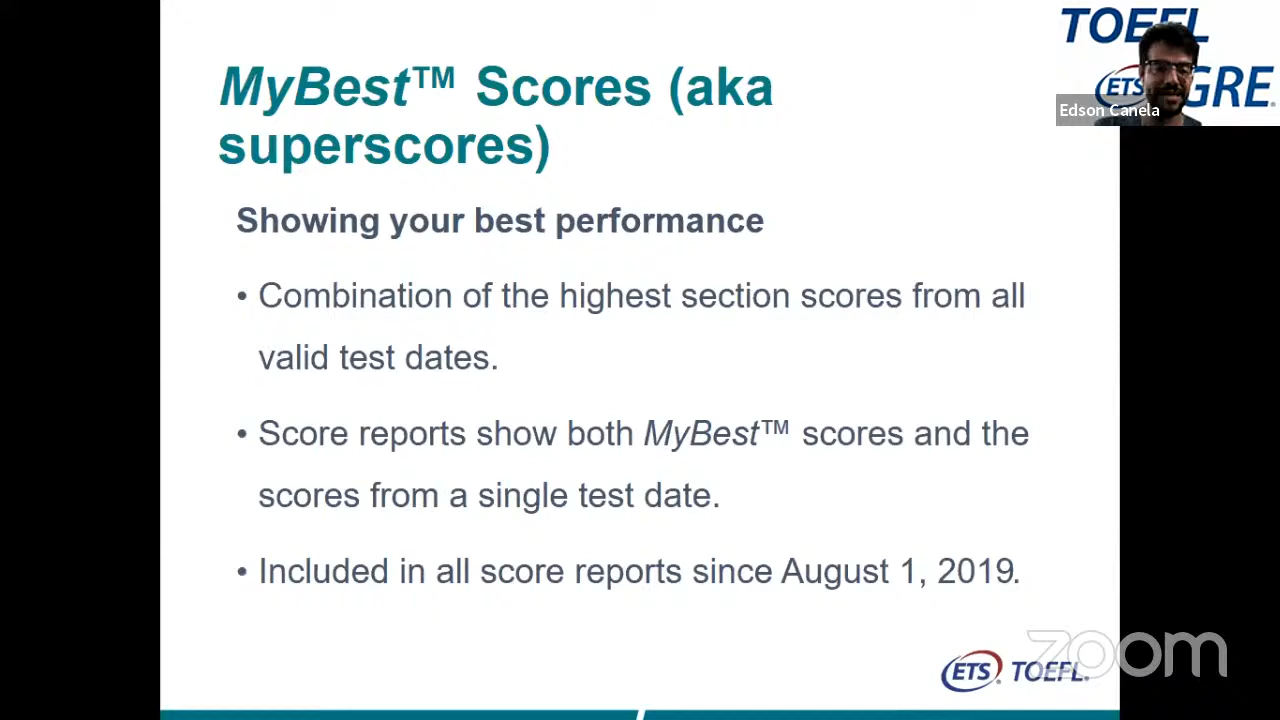 MyBest™ Scores (aka
superscores)
Showing your best performance
• Combination of the highest section scores from all
valid test dates.
• Score reports show both MyBest™ scores and the
scores from a single test date.
• Included in all score reports since August 1, 2019.
TOEFL
ETS GRE
Edson Canela
zoom
ETS TOEFL